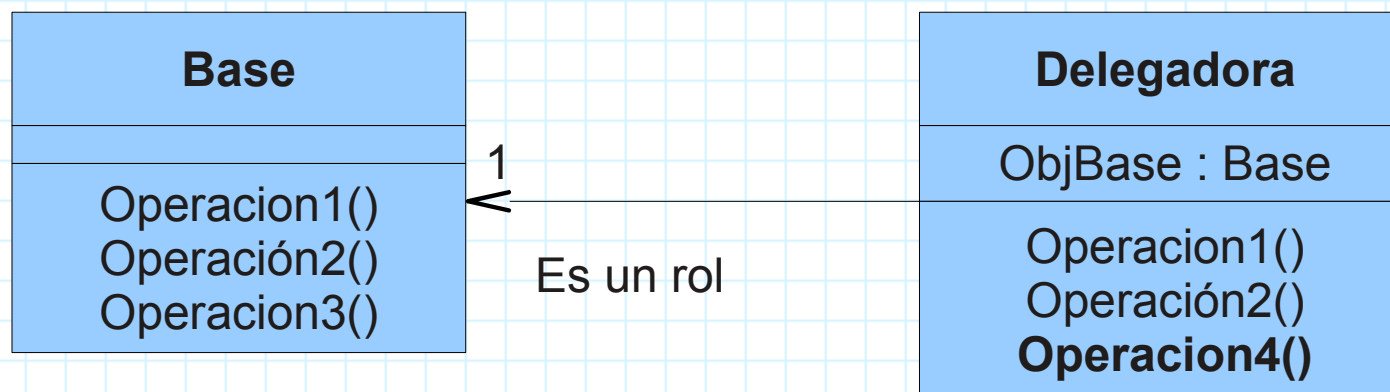 Base
Operacion1()
Operación2()
Operacion3()
1
Es un rol
Delegadora
ObjBase : Base
Operacion1()
Operación2()
Operacion4()